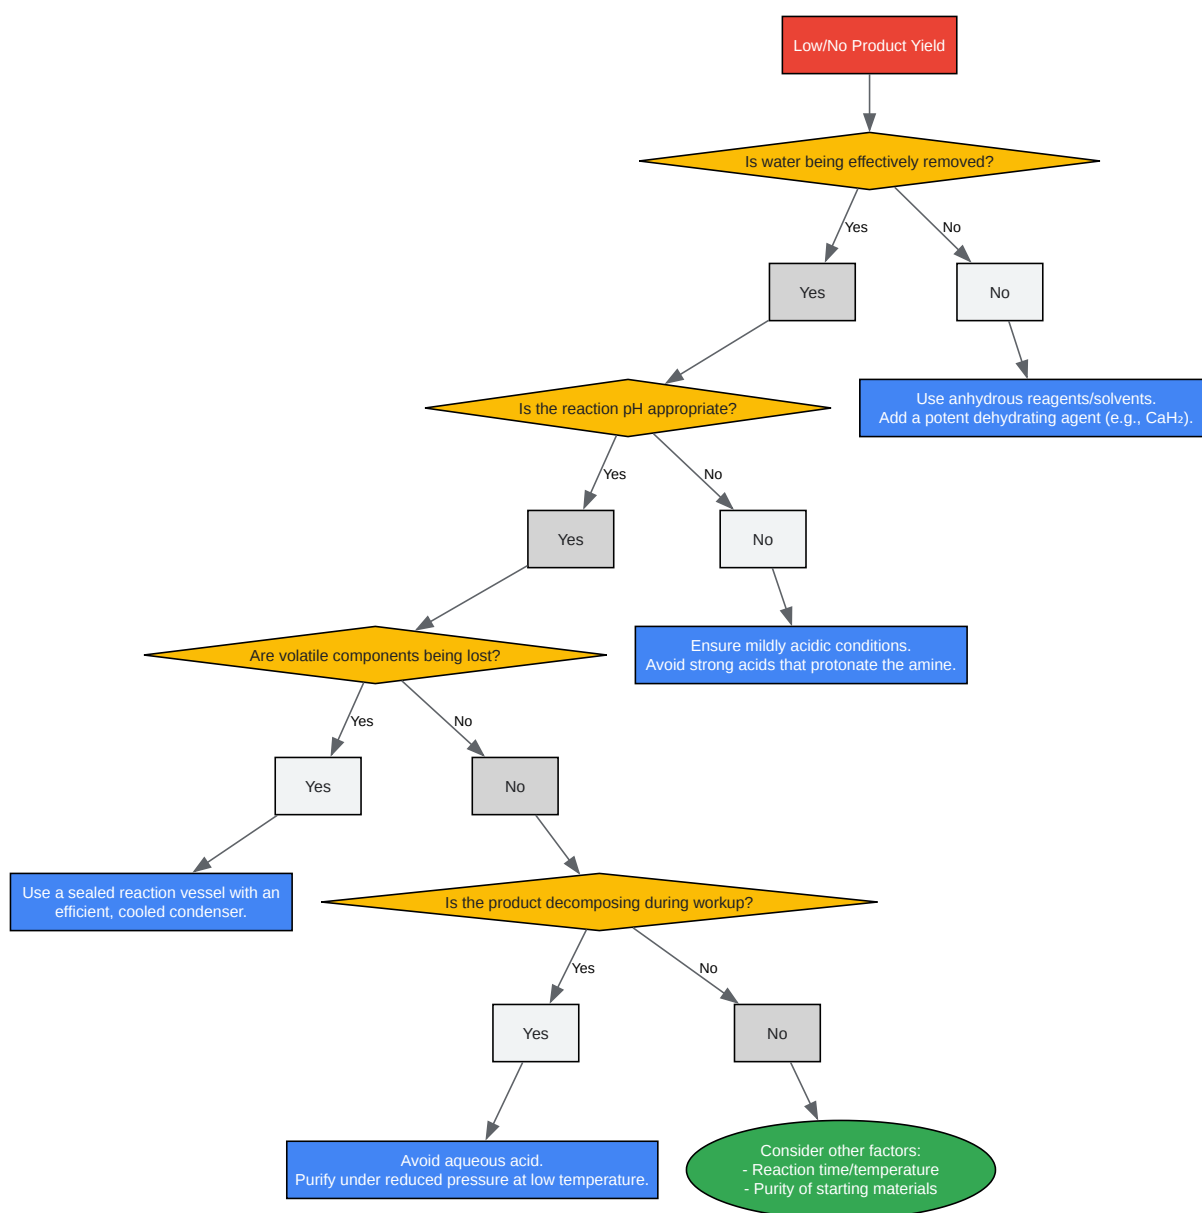 Low/No Product Yield
Is water being effectively removed?
Yes
No
Yes
No
Is the reaction pH appropriate?
Use anhydrous reagents/solvents.
Add a potent dehydrating agent (e.g., CaH₂).
Yes
No
Yes
No
Are volatile components being lost?
Ensure mildly acidic conditions.
Avoid strong acids that protonate the amine.
Yes
No
Yes
No
Use a sealed reaction vessel with an
efficient, cooled condenser.
Is the product decomposing during workup?
Yes
No
Yes
No
Avoid aqueous acid.
Purify under reduced pressure at low temperature.
Consider other factors:
- Reaction time/temperature
- Purity of starting materials